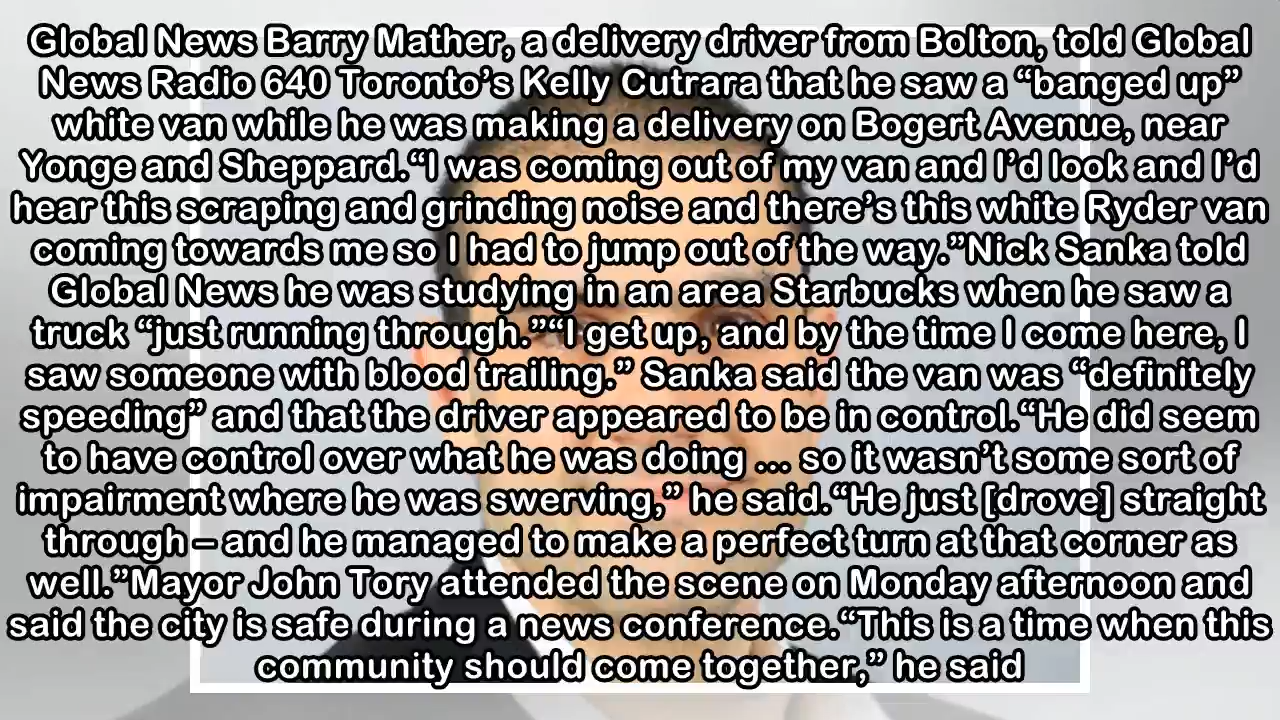 Global News Barry Mather, a delivery driver from Bolton, told Global
News Radio 640 Toronto’s Kelly Cutrara that he saw a “banged up”
white van while he was making a delivery on Bogert Avenue, near
Yonge and Sheppard.“I was coming out of my van and I’d look and I’d
hear this scraping and grinding noise and there’s this white Ryder van
coming towards me so I had to jump out of the way.”Nick Sanka told
Global News he was studying in an area Starbucks when he saw a
truck “just running through.”“I get up, and by the time I come here, I
saw someone with blood trailing.” Sanka said the van was “definitely
speeding” and that the driver appeared to be in control.“He did seem
to have control over what he was doing ... so it wasn’t some sort of
impairment where he was swerving,” he said.“He just [drove] straight
through – and he managed to make a perfect turn at that corner as
well.”Mayor John Tory attended the scene on Monday afternoon and
said the city is safe during a news conference.“This is a time when this
community should come together,” he said